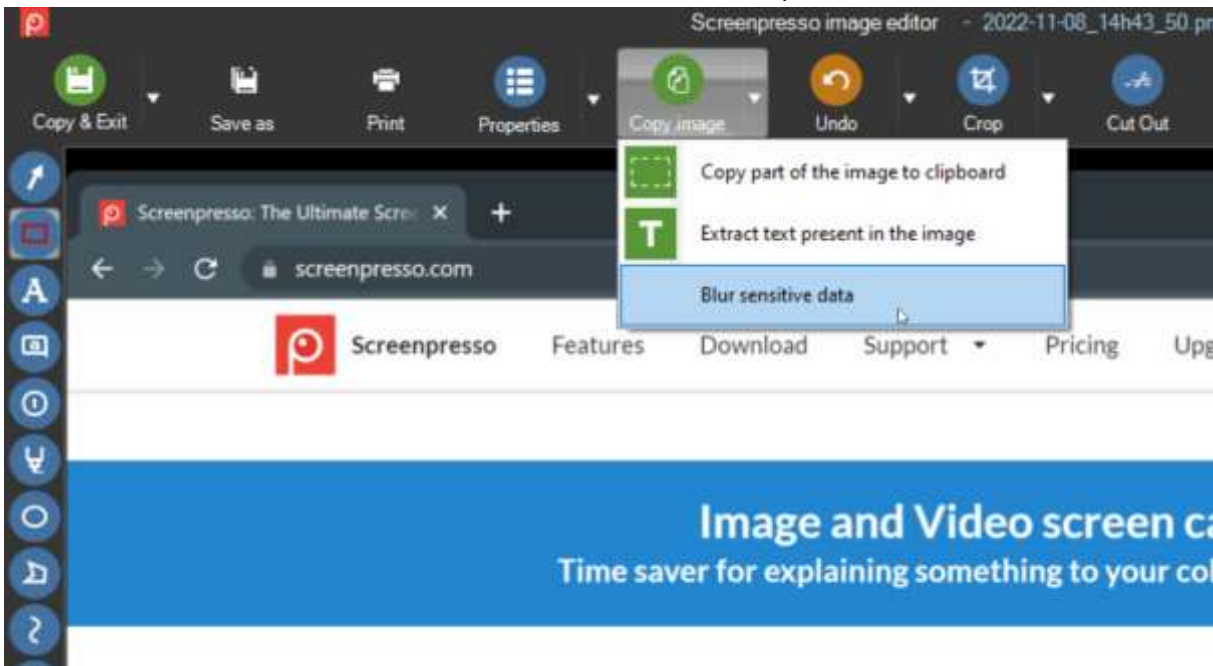 Screenpresso image editor - 2022-11-08_14h43_50.pr
Copy & Exit Save as Print Properties Copy image Undo Crop Cut Out
Copy part of the image to clipboard
Screenpresso: The Ultimate Scree
Extract text present in the image
screenpresso.com
Blur sensitive data
Screenpresso Features Download Support Pricing Upg
Image and Video screen ca
Time saver for explaining something to your col